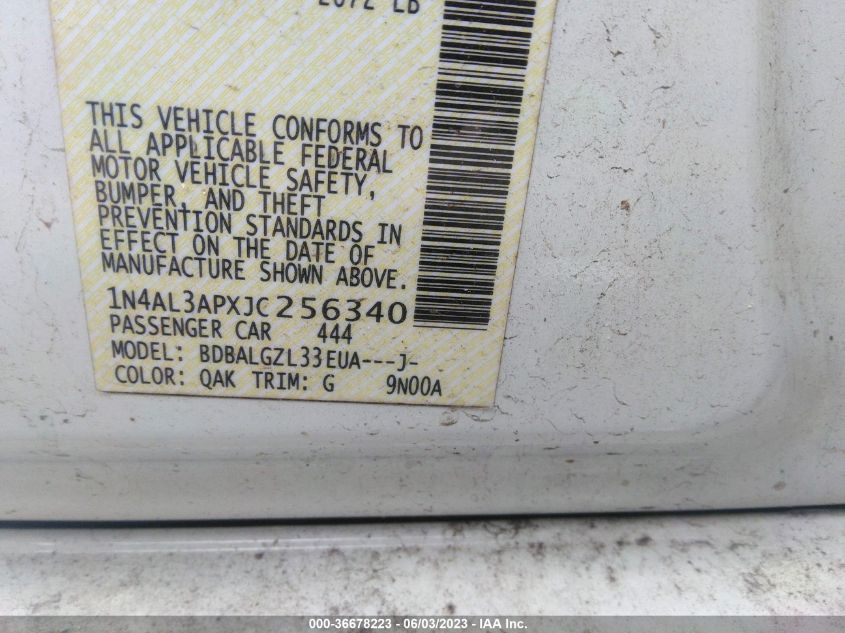 2072 LB
THIS VEHICLE CONFORMS TO
ALL APPLICABLE FEDERAL
MOTOR VEHICLE SAFETY,
BUMPER, AND THEFT
PREVENTION STANDARDS IN
EFFECT ON THE DATE OF
MANUFACTURE SHOWN ABOVE.
1N4AL3APXJC256340
PASSENGER CAR 444
MODEL: BDBALGZL33EUA---J-
COLOR: QAK TRIM: G 9N00A
000-36678223 - 06/03/2023 - IAA Inc.